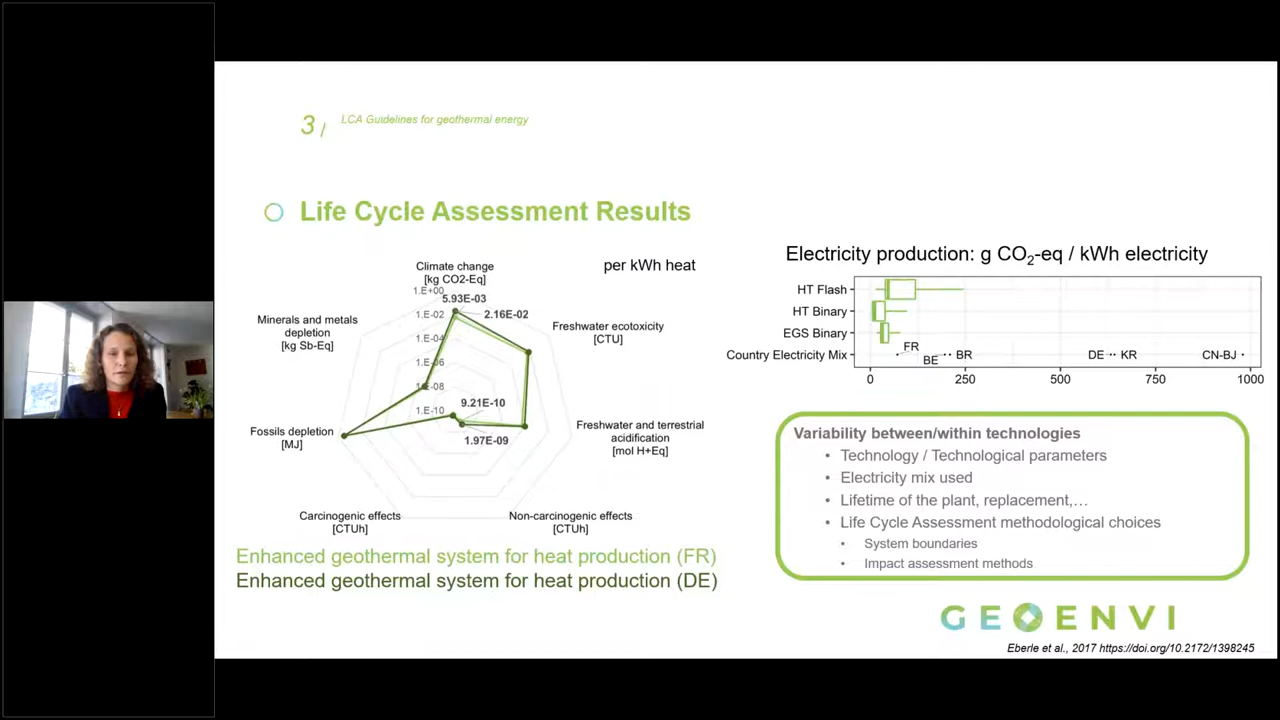 3 / LCA Guidelines for geothermal energy
Life Cycle Assessment Results
per kWh heat
Climate change
[kg CO2-Eq]
1.E+00
5.93E-03
1.E-02
2.16E-02
Freshwater ecotoxicity
[CTU]
Minerals and metals
depletion
[kg Sb-Eq]
1.E-04
1.E-06
1.E-08
1.E-10
9.21E-10
1.97E-09
Fossils depletion
[MJ]
Freshwater and terrestrial
acidification
[mol H+Eq]
Carcinogenic effects
[CTUh]
Non-carcinogenic effects
[CTUh]
Enhanced geothermal system for heat production (FR)
Enhanced geothermal system for heat production (DE)
Electricity production: g CO2-eq / kWh electricity
HT Flash
HT Binary
EGS Binary
Country Electricity Mix
FR
BE
BR
DE
KR
CN-BJ
0 250 500 750 1000
Variability between/within technologies
• Technology / Technological parameters
• Electricity mix used
• Lifetime of the plant, replacement,…
• Life Cycle Assessment methodological choices
• System boundaries
• Impact assessment methods
GEOENVI
Eberle et al., 2017 https://doi.org/10.2172/1398245